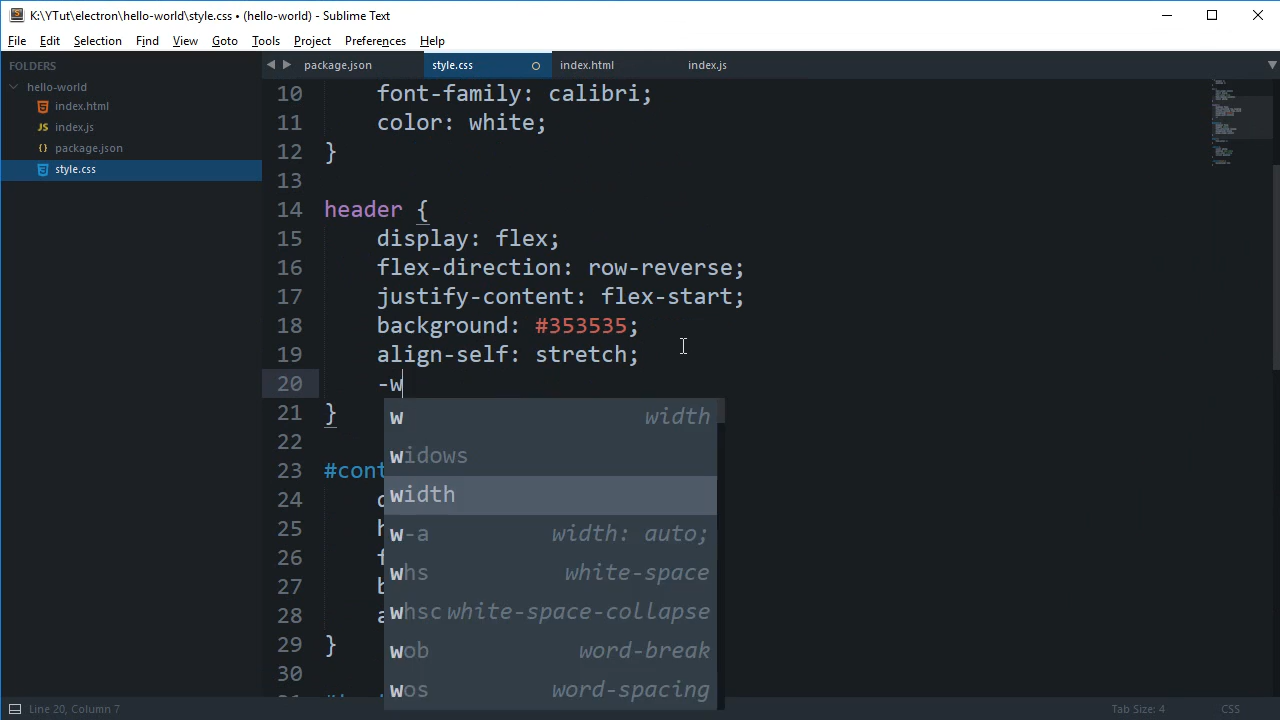 K:\YTut\electron\hello-world\style.css • (hello-world) - Sublime Text
File Edit Selection Find View Goto Tools Project Preferences Help
FOLDERS
hello-world
index.html
index.js
package.json
style.css
package.json style.css index.html index.js
10 font-family: calibri;
11 color: white;
12 }
13
14 header {
15 display: flex;
16 flex-direction: row-reverse;
17 justify-content: flex-start;
18 background: #353535;
19 align-self: stretch;
20 -w
21 }
22
23 #cont
24
25 h
26 f
27 b
28 a
29 }
30
w width
widows
width
w-a width: auto;
whs white-space
whsc white-space-collapse
wob word-break
wos word-spacing
Line 20, Column 7
Tab Size: 4
CSS